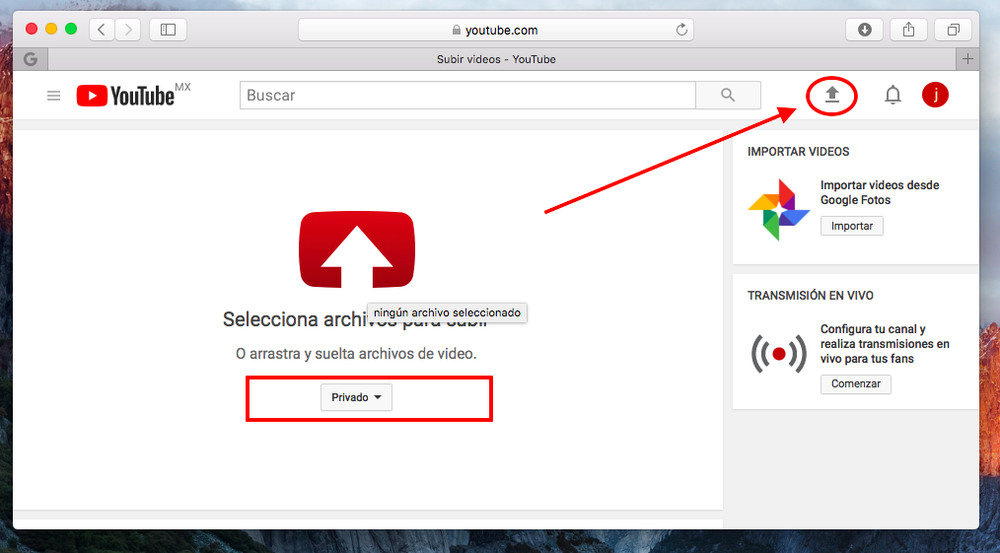 youtube.com
Subir videos - YouTube
YouTube MX
Buscar
j
IMPORTAR VIDEOS
Importar videos desde
Google Fotos
Importar
Selecciona archivos para subir
ningún archivo seleccionado
O arrastra y suelta archivos de video.
Privado
TRANSMISIÓN EN VIVO
Configura tu canal y
realiza transmisiones en
vivo para tus fans
Comenzar